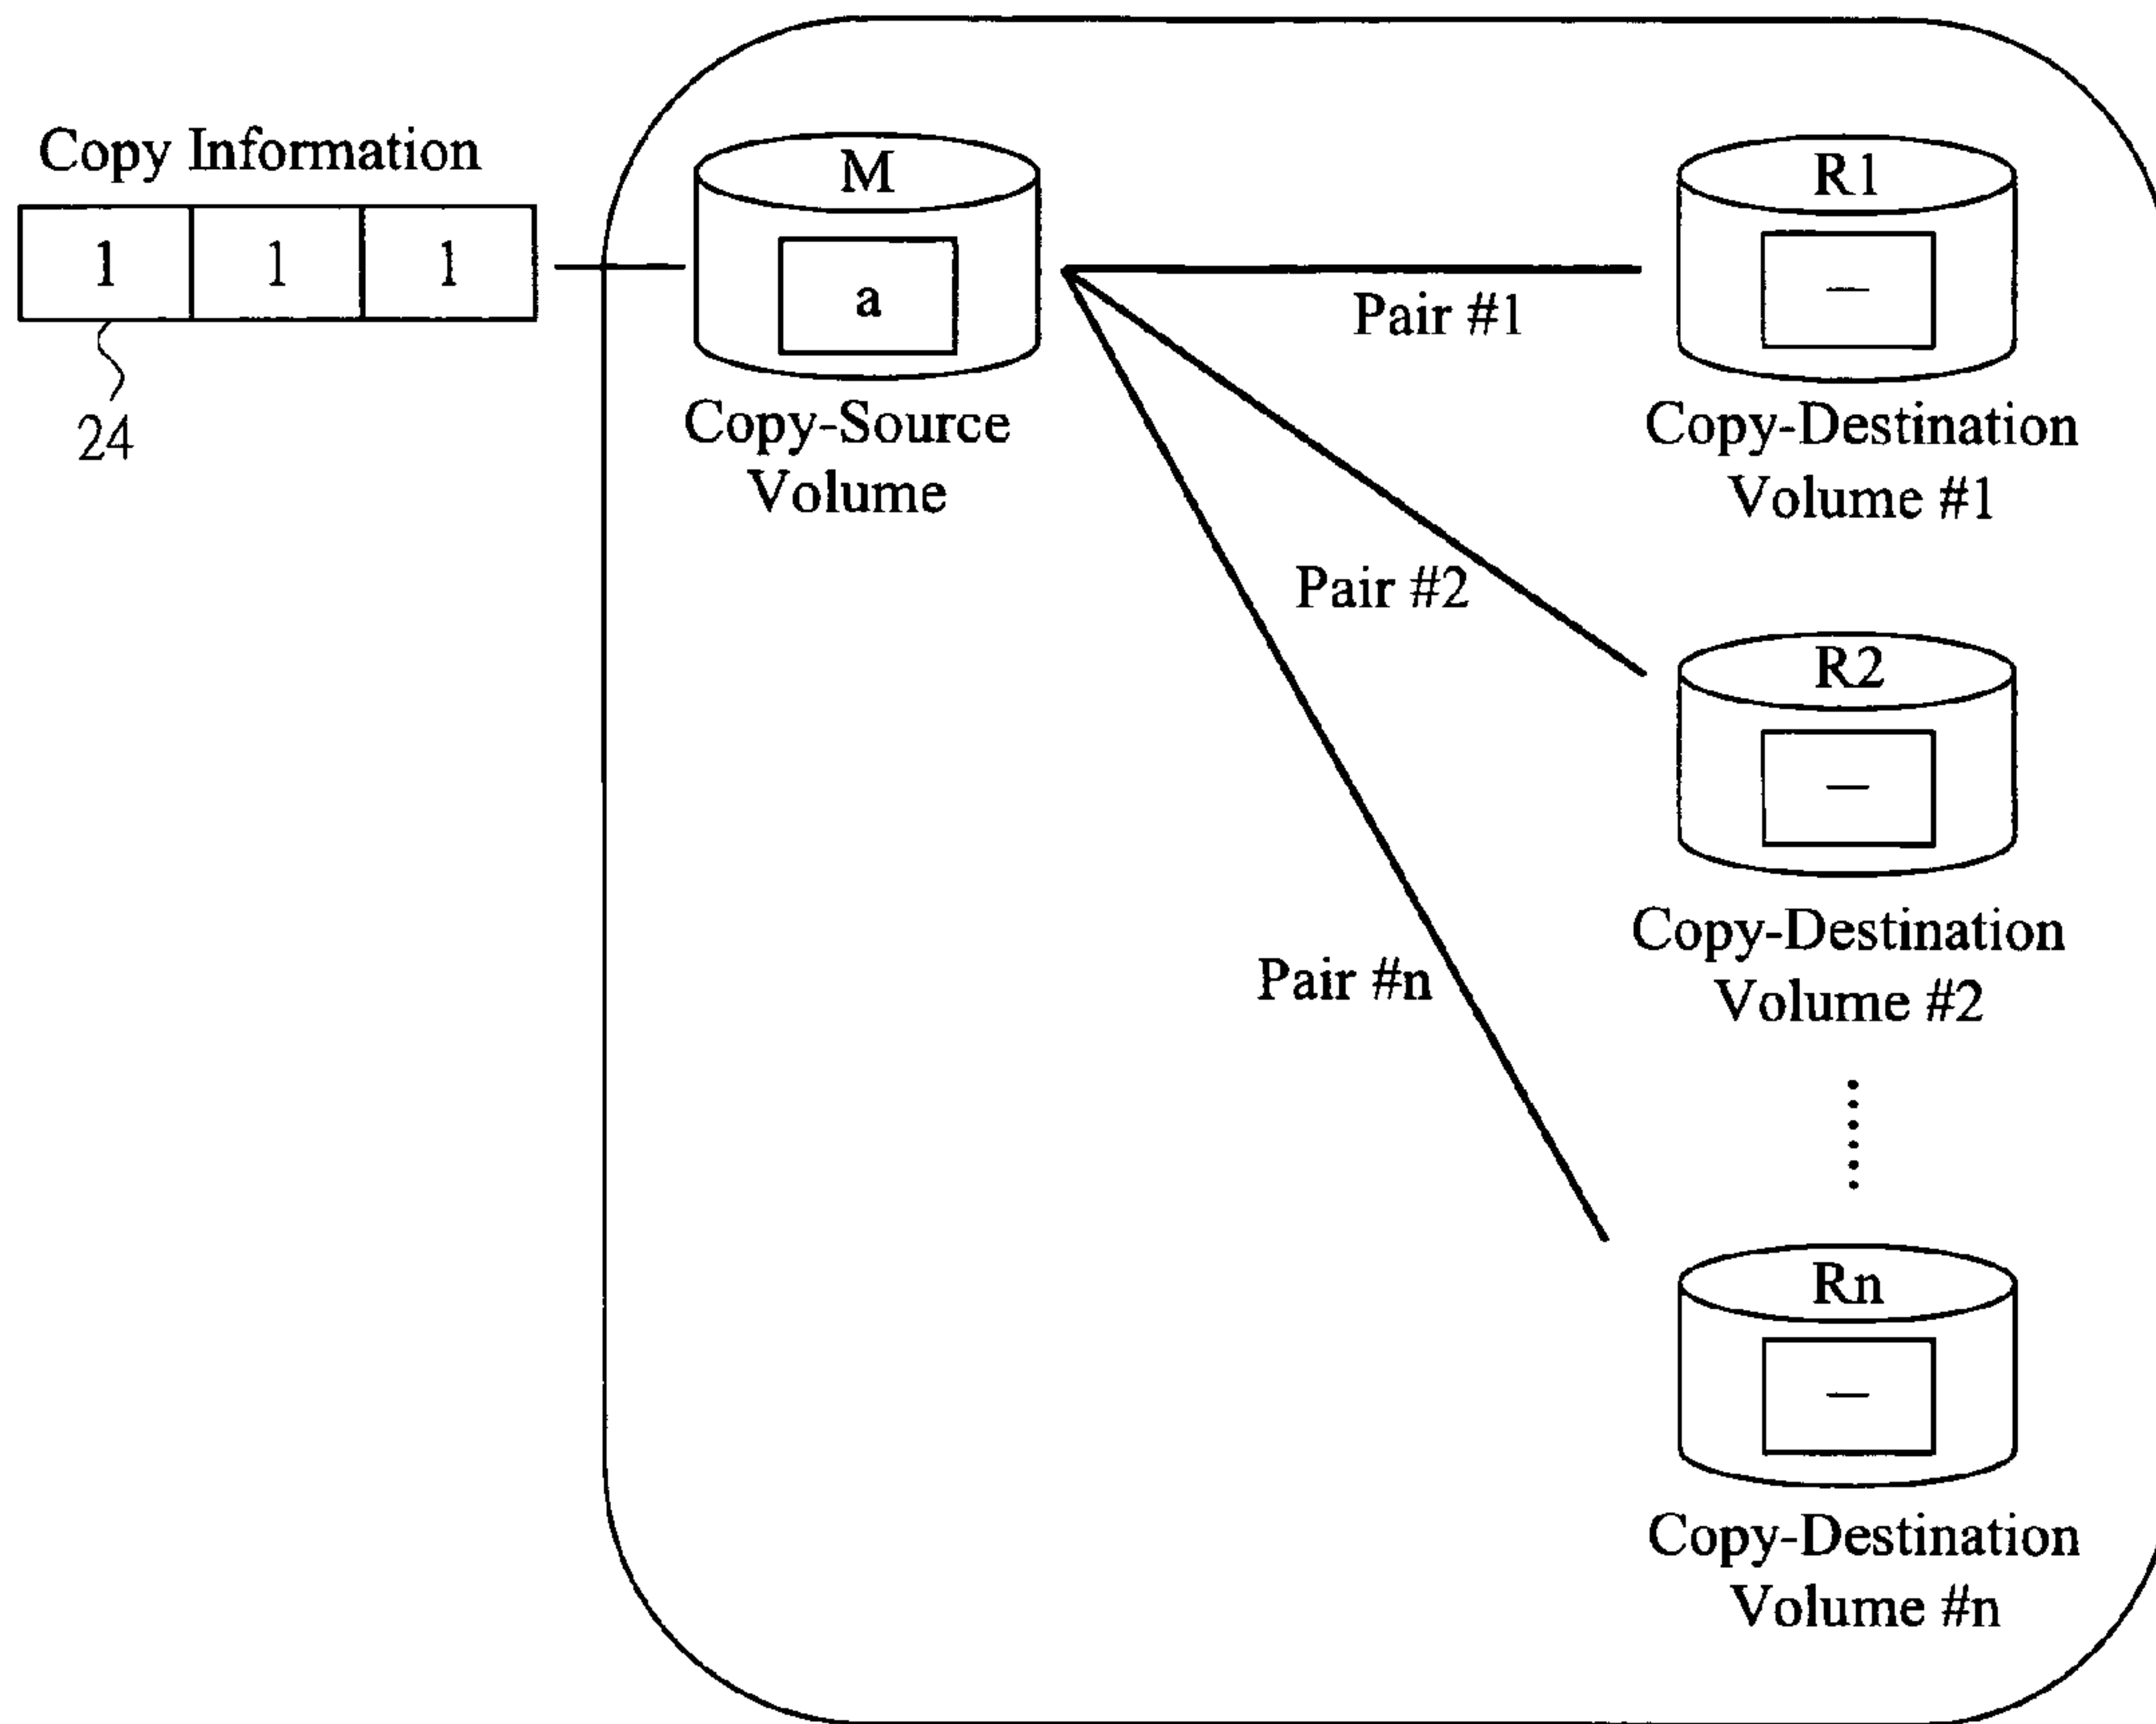 Copy Information
1 1 1
24
M
a
Copy-Source
Volume
Pair #1
Pair #2
Pair #n
R1
—
Copy-Destination
Volume #1
R2
—
Copy-Destination
Volume #2
Rn
—
Copy-Destination
Volume #n